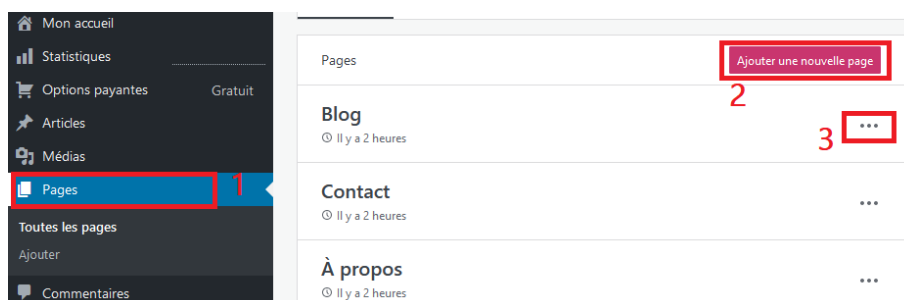 Mon accueil
Statistiques
Options payantes Gratuit
Articles
Médias
Pages 1
Toutes les pages
Ajouter
Commentaires
Pages
Ajouter une nouvelle page
2
Blog
Il y a 2 heures
3
Contact
Il y a 2 heures
À propos
Il y a 2 heures